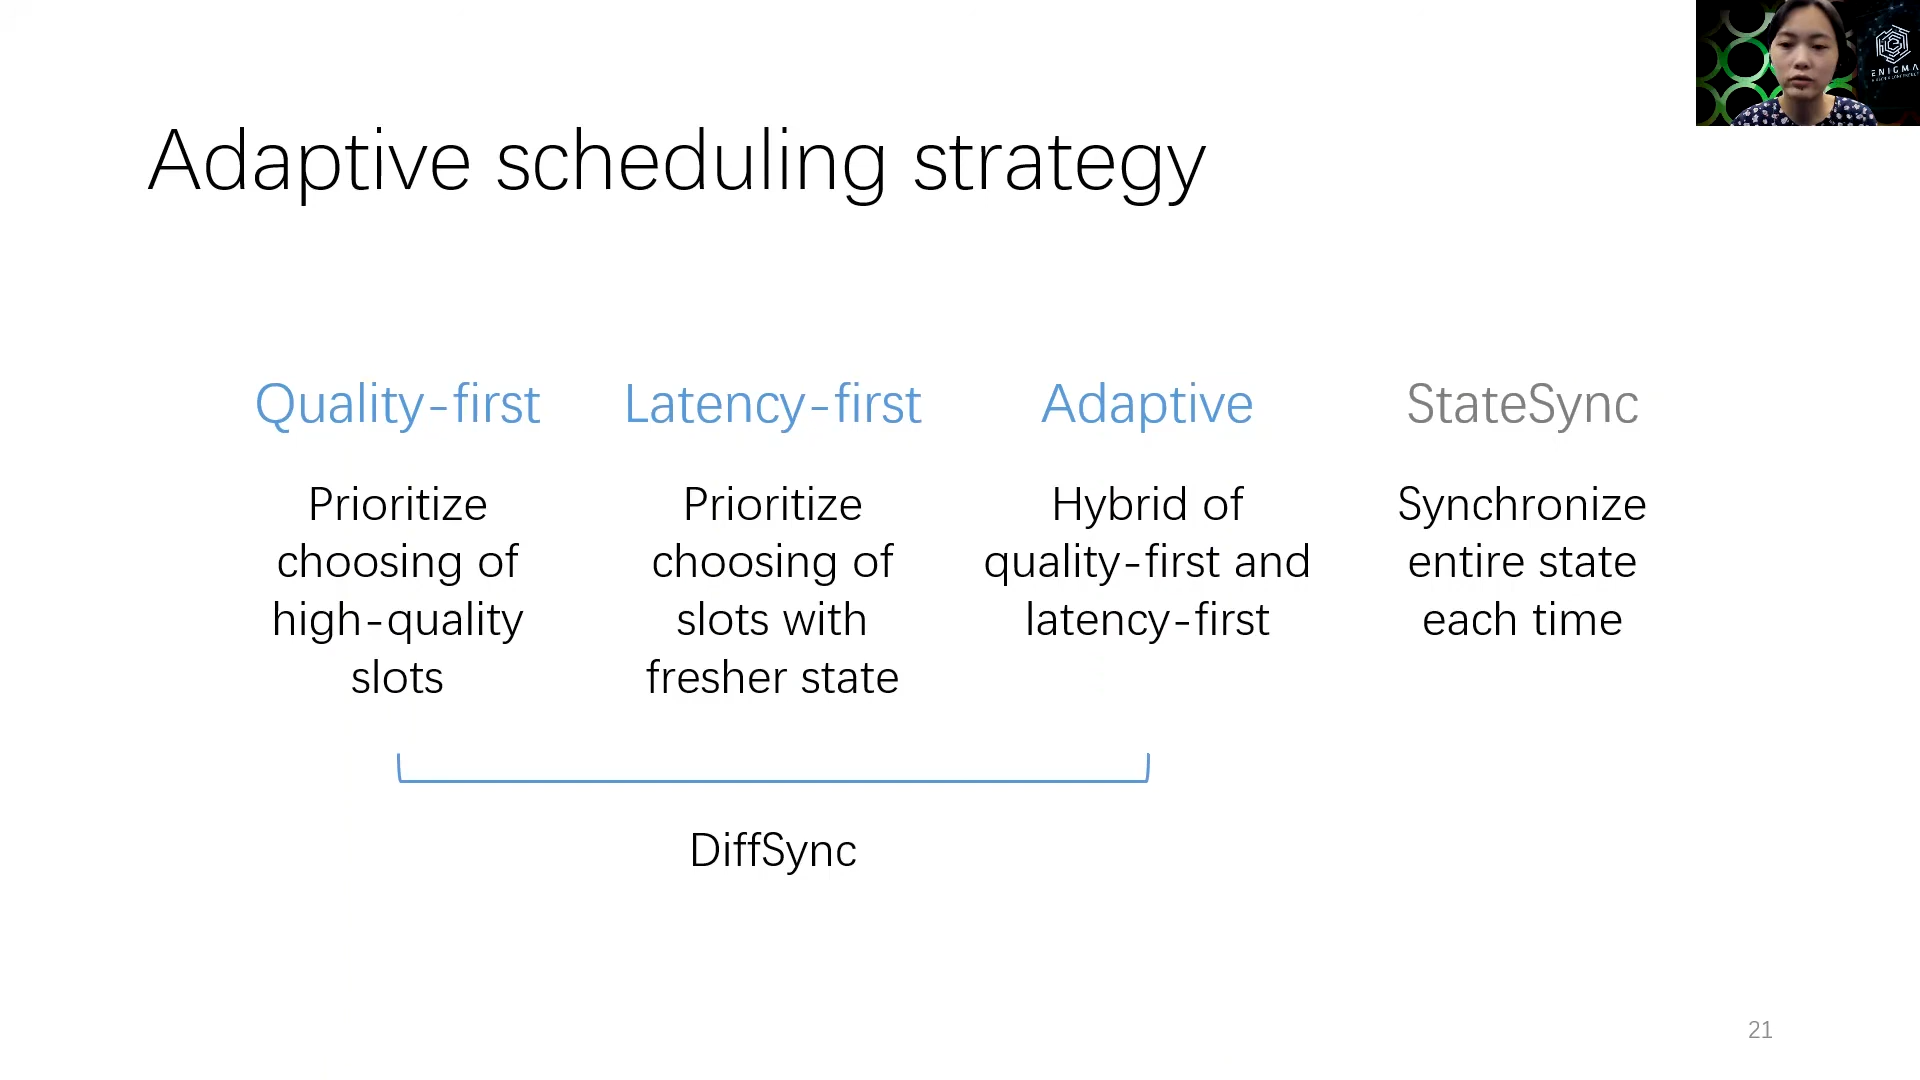 ENIGMA
Adaptive scheduling strategy
Quality-first
Prioritize
choosing of
high-quality
slots
Latency-first
Prioritize
choosing of
slots with
fresher state
Adaptive
Hybrid of
quality-first and
latency-first
StateSync
Synchronize
entire state
each time
DiffSync
21